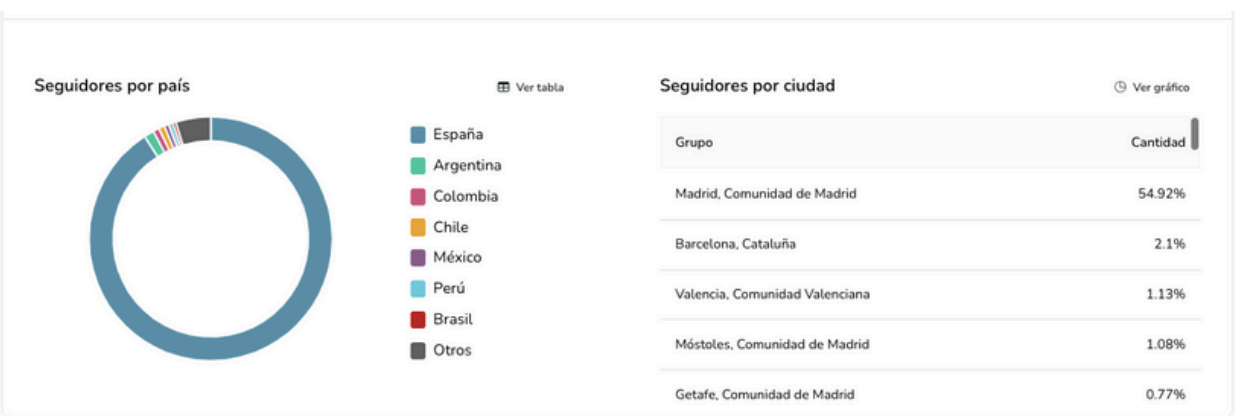 Seguidores por país
Ver tabla
España
Argentina
Colombia
Chile
México
Perú
Brasil
Otros
Seguidores por ciudad
Ver gráfico
Grupo Cantidad
Madrid, Comunidad de Madrid 54.92%
Barcelona, Cataluña 2.1%
Valencia, Comunidad Valenciana 1.13%
Móstoles, Comunidad de Madrid 1.08%
Getafe, Comunidad de Madrid 0.77%